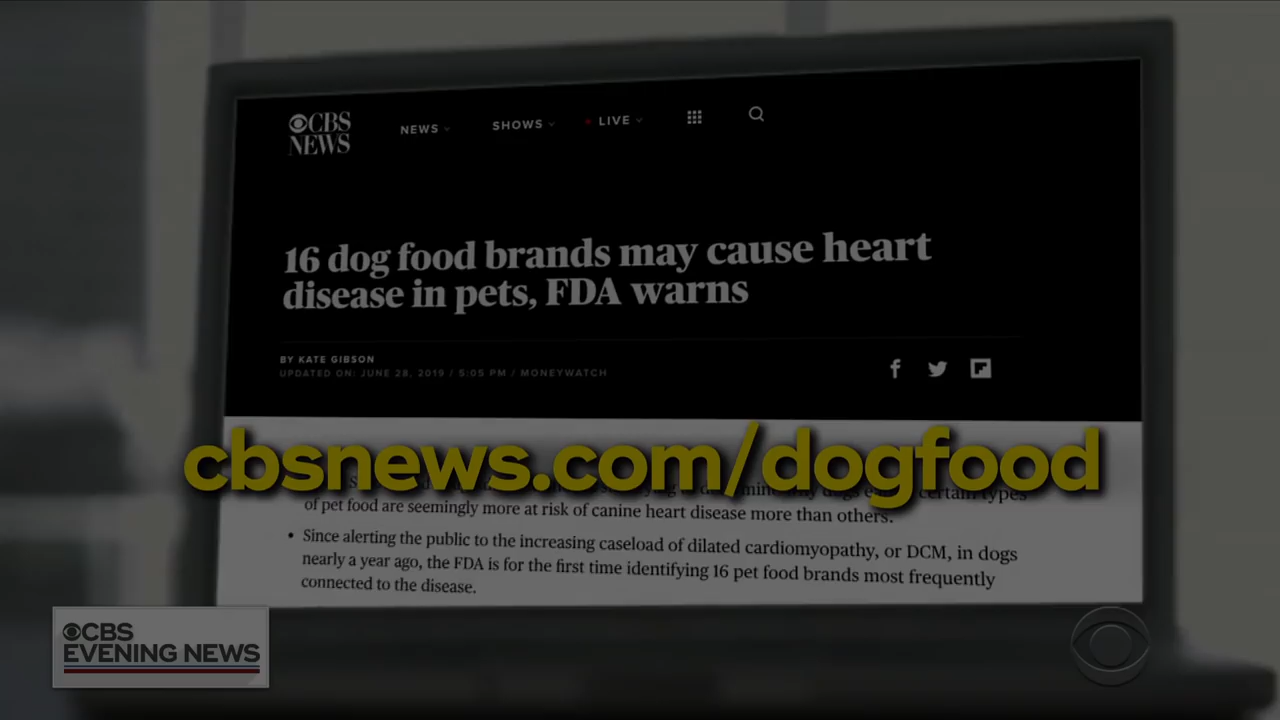 CBS
NEWS
NEWS
SHOWS
LIVE
16 dog food brands may cause heart
disease in pets, FDA warns
BY KATE GIBSON
UPDATED ON: JUNE 28, 2019 / 5:05 PM / MONEYWATCH
cbsnews.com/dogfood
certain types
of pet food are seemingly more at risk of canine heart disease more than others.
• Since alerting the public to the increasing caseload of dilated cardiomyopathy, or DCM, in dogs
nearly a year ago, the FDA is for the first time identifying 16 pet food brands most frequently
connected to the disease.
CBS
EVENING NEWS